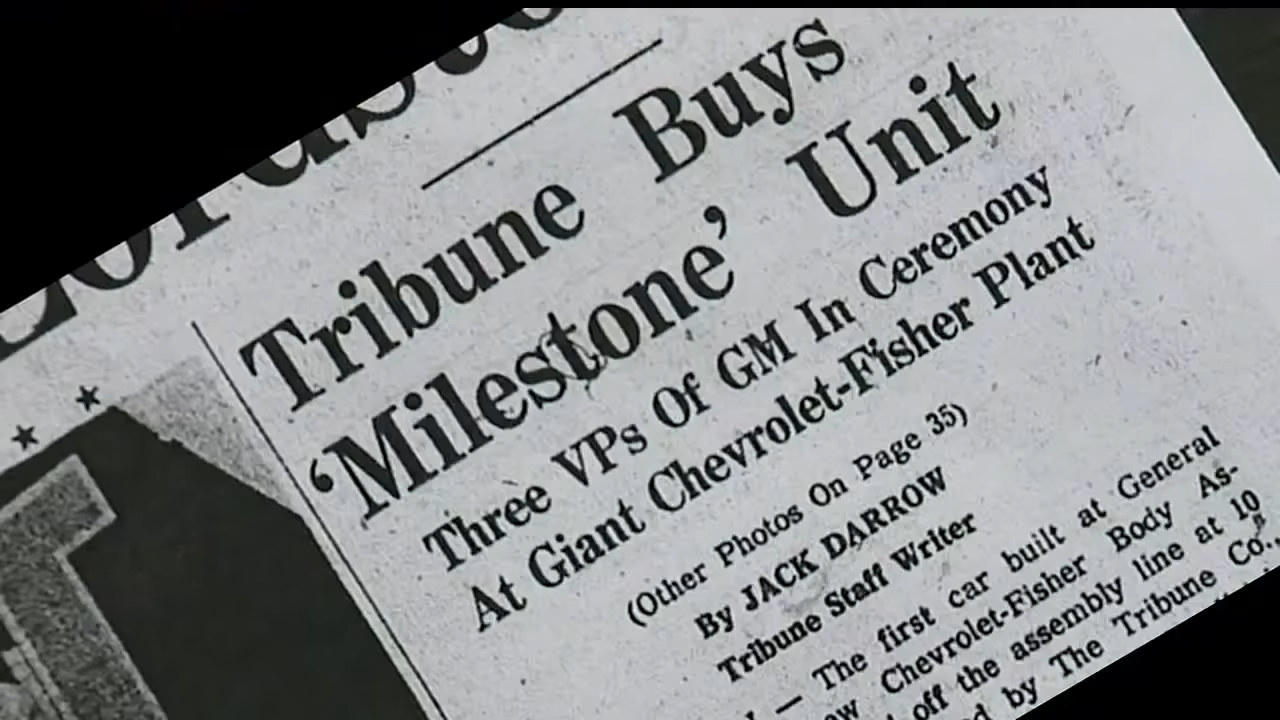 Tribune Buys
'Milestone' Unit
Three VPs Of GM In Ceremony
At Giant Chevrolet-Fisher Plant
(Other Photos On Page 35)
By JACK DARROW
Tribune Staff Writer
— The first car built at General
Chevrolet-Fisher Body As-
off the assembly line at 10
by The Tribune Co.,